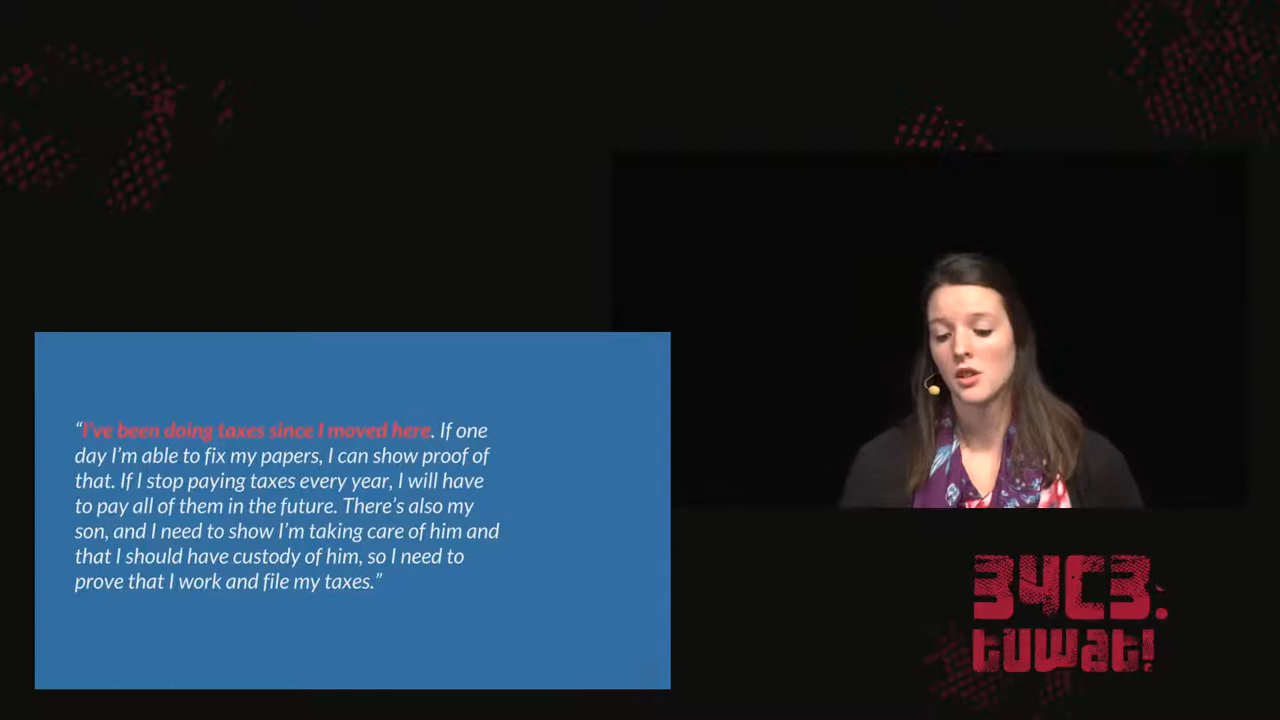 “I’ve been doing taxes since I moved here. If one
day I’m able to fix my papers, I can show proof of
that. If I stop paying taxes every year, I will have
to pay all of them in the future. There’s also my
son, and I need to show I’m taking care of him and
that I should have custody of him, so I need to
prove that I work and file my taxes.”
34C3.
tuwat!